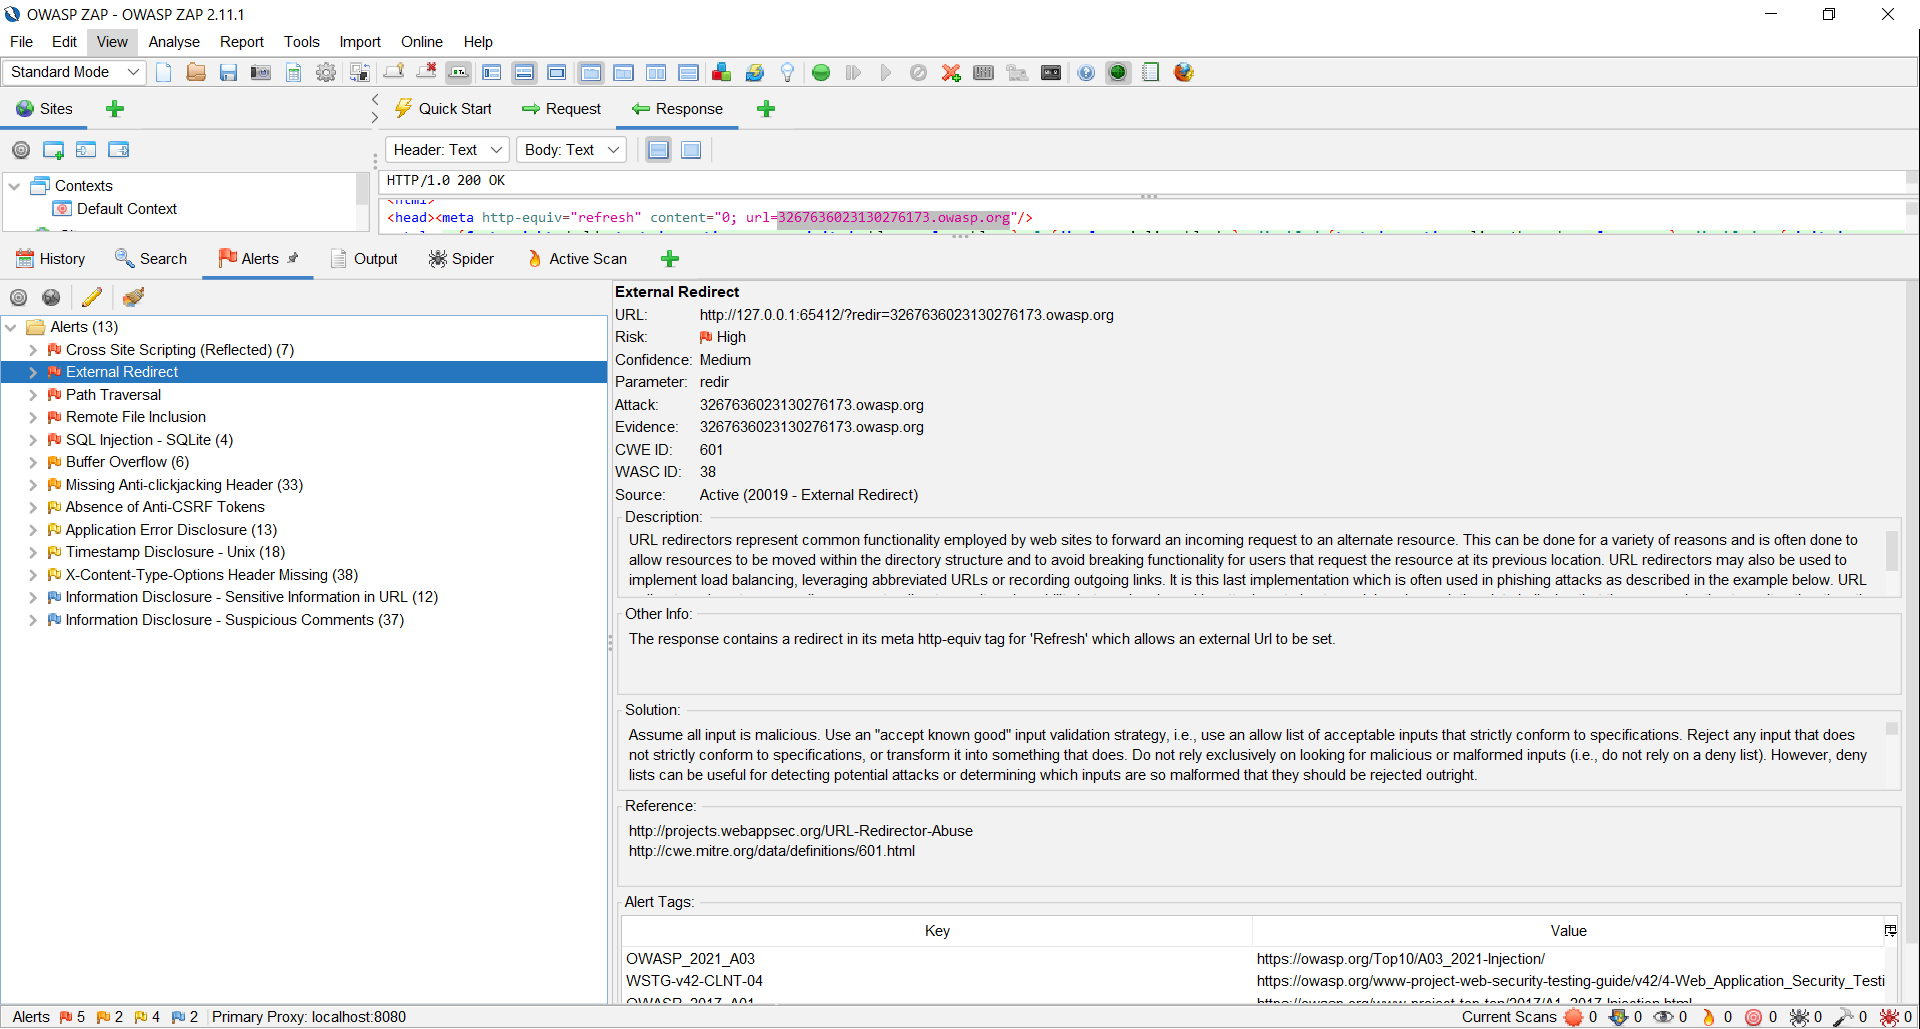 OWASP ZAP - OWASP ZAP 2.11.1
File Edit View Analyse Report Tools Import Online Help
Standard Mode
Sites
Quick Start Request Response
Header: Text Body: Text
Contexts
Default Context
HTTP/1.0 200 OK
<head><meta http-equiv="refresh" content="0; url=3267636023130276173.owasp.org"/>
History Search Alerts Output Spider Active Scan
Alerts (13)
Cross Site Scripting (Reflected) (7)
External Redirect
Path Traversal
Remote File Inclusion
SQL Injection - SQLite (4)
Buffer Overflow (6)
Missing Anti-clickjacking Header (33)
Absence of Anti-CSRF Tokens
Application Error Disclosure (13)
Timestamp Disclosure - Unix (18)
X-Content-Type-Options Header Missing (38)
Information Disclosure - Sensitive Information in URL (12)
Information Disclosure - Suspicious Comments (37)
External Redirect
URL: http://127.0.0.1:65412/?redir=3267636023130276173.owasp.org
Risk: High
Confidence: Medium
Parameter: redir
Attack: 3267636023130276173.owasp.org
Evidence: 3267636023130276173.owasp.org
CWE ID: 601
WASC ID: 38
Source: Active (20019 - External Redirect)
Description:
URL redirectors represent common functionality employed by web sites to forward an incoming request to an alternate resource. This can be done for a variety of reasons and is often done to
allow resources to be moved within the directory structure and to avoid breaking functionality for users that request the resource at its previous location. URL redirectors may also be used to
implement load balancing, leveraging abbreviated URLs or recording outgoing links. It is this last implementation which is often used in phishing attacks as described in the example below. URL
Other Info:
The response contains a redirect in its meta http-equiv tag for 'Refresh' which allows an external Url to be set.
Solution:
Assume all input is malicious. Use an "accept known good" input validation strategy, i.e., use an allow list of acceptable inputs that strictly conform to specifications. Reject any input that does
not strictly conform to specifications, or transform it into something that does. Do not rely exclusively on looking for malicious or malformed inputs (i.e., do not rely on a deny list). However, deny
lists can be useful for detecting potential attacks or determining which inputs are so malformed that they should be rejected outright.
Reference:
http://projects.webappsec.org/URL-Redirector-Abuse
http://cwe.mitre.org/data/definitions/601.html
Alert Tags:
Key Value
OWASP_2021_A03 https://owasp.org/Top10/A03_2021-Injection/
WSTG-v42-CLNT-04 https://owasp.org/www-project-web-security-testing-guide/v42/4-Web_Application_Security_Testi
OWASP_2017_A01 https://owasp.org/www-project-top-ten/2017/A1_2017-Injection.html
Alerts 5 2 4 2 Primary Proxy: localhost:8080 Current Scans 0 0 0 0 0 0 0 0